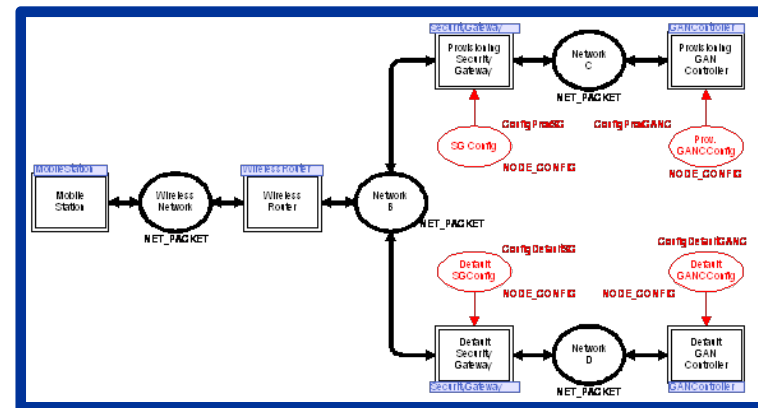 SecurityGateway
GANController
Provisioning
Security
Gateway
Network
C
Provisioning
GAN
Controller
NET_PACKET
ConfigProvSG
ConfigProvGANC
SG Config
Prov.
GANCConfig
NODE_CONFIG
NODE_CONFIG
MobileStation
Wireless Router
Mobile
Station
Wireless
Network
Wireless
Router
Network
B
NET_PACKET
NET_PACKET
ConfigDefaultSG
ConfigDefaultGANC
Default
SGConfig
Default
GANCConfig
NODE_CONFIG
NODE_CONFIG
Default
Security
Gateway
Network
D
Default
GAN
Controller
SecurityGateway
NET_PACKET
GANController